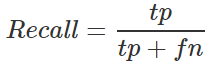 Recall = tp / (tp + fn)